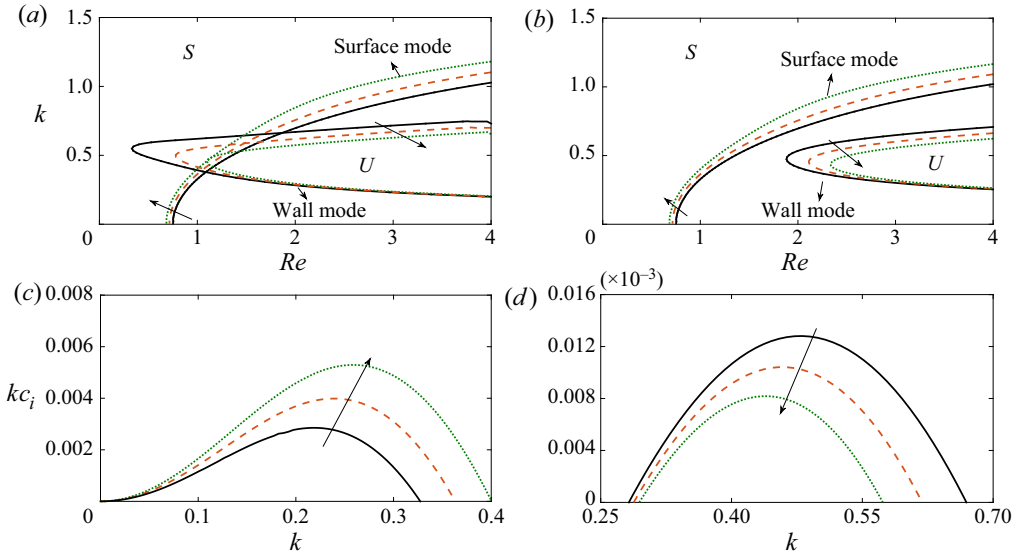 (a)
1.5
1.0
0.5
0
1
2
3
4
k
Re
S
U
Surface mode
Wall mode
(b)
1.5
1.0
0.5
0
1
2
3
4
Re
S
U
Surface mode
Wall mode
(c)
0.008
0.006
0.004
0.002
0
0.1
0.2
0.3
0.4
kc_i
k
(d)
(×10⁻³)
0.016
0.012
0.008
0.004
0
0.25
0.40
0.55
0.70
k